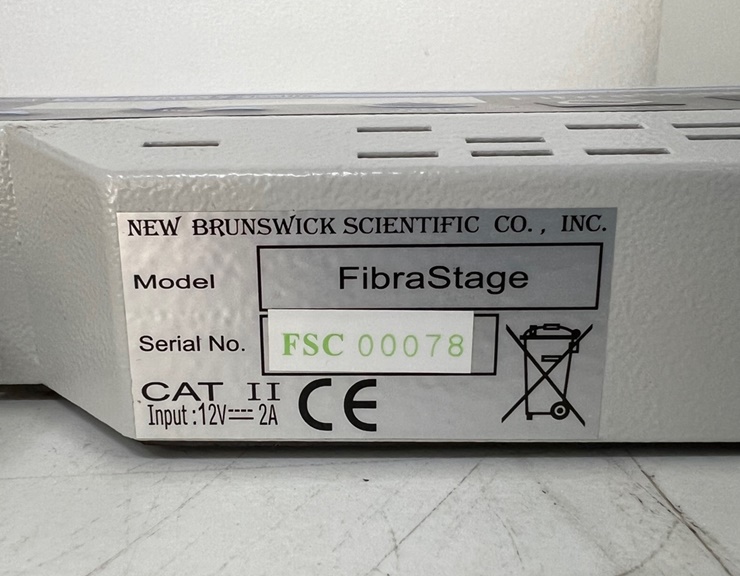 NEW BRUNSWICK SCIENTIFIC CO., INC.
Model FibraStage
Serial No. FSC 00078
CAT II
Input:12V⎓ 2A
CE